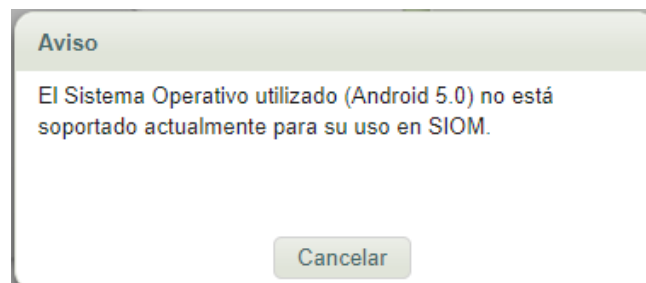 Aviso
El Sistema Operativo utilizado (Android 5.0) no está
soportado actualmente para su uso en SIOM.
Cancelar